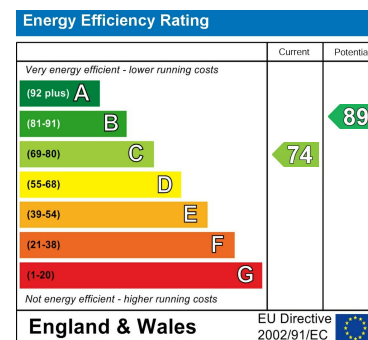 Energy Efficiency Rating
Current Potentia
Very energy efficient - lower running costs
(92 plus) A
(81-91) B 89
(69-80) C 74
(55-68) D
(39-54) E
(21-38) F
(1-20) G
Not energy efficient - higher running costs
England & Wales
EU Directive
2002/91/EC